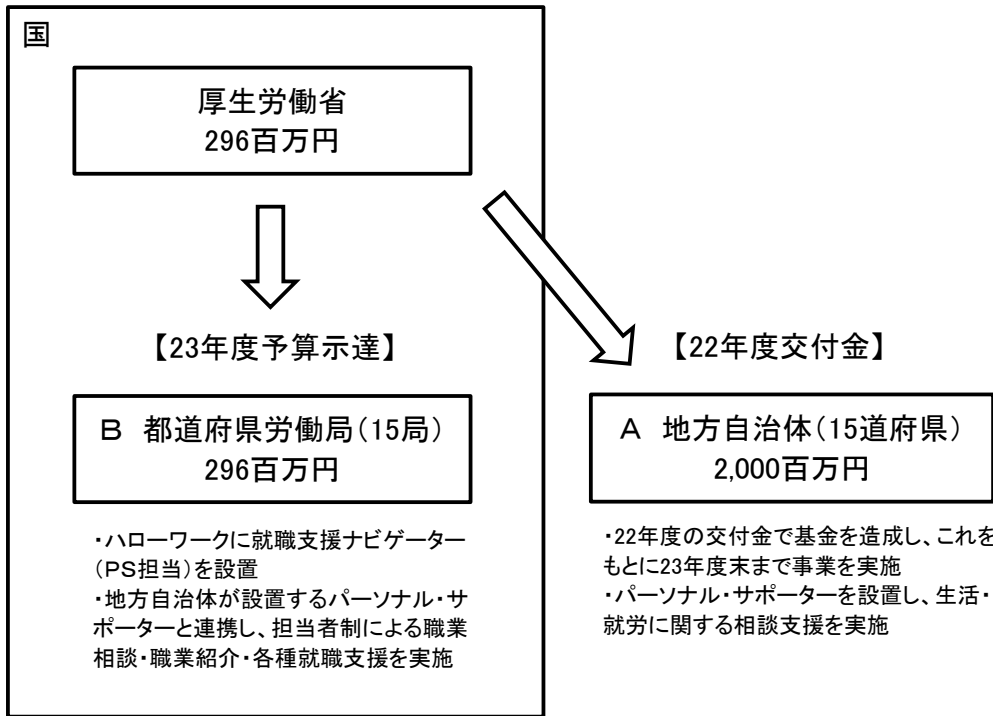 国
厚生労働省
296百万円
【23年度予算示達】
B 都道府県労働局(15局)
296百万円
・ハローワークに就職支援ナビゲーター
(PS担当)を設置
・地方自治体が設置するパーソナル・サ
ポーターと連携し、担当者制による職業
相談・職業紹介・各種就職支援を実施
【22年度交付金】
A 地方自治体(15道府県)
2,000百万円
・22年度の交付金で基金を造成し、これを
もとに23年度末まで事業を実施
・パーソナル・サポーターを設置し、生活・
就労に関する相談支援を実施